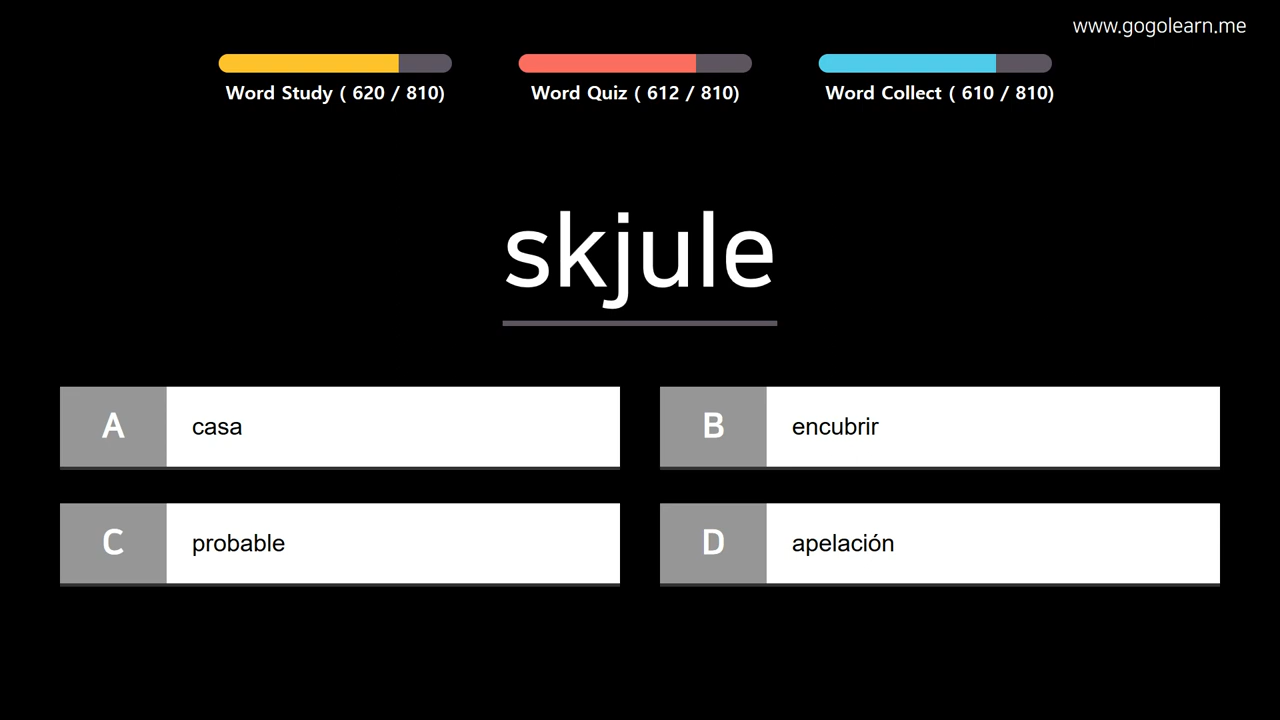 www.gogolearn.me
Word Study ( 620 / 810)
Word Quiz ( 612 / 810)
Word Collect ( 610 / 810)
skjule
A casa
B encubrir
C probable
D apelación